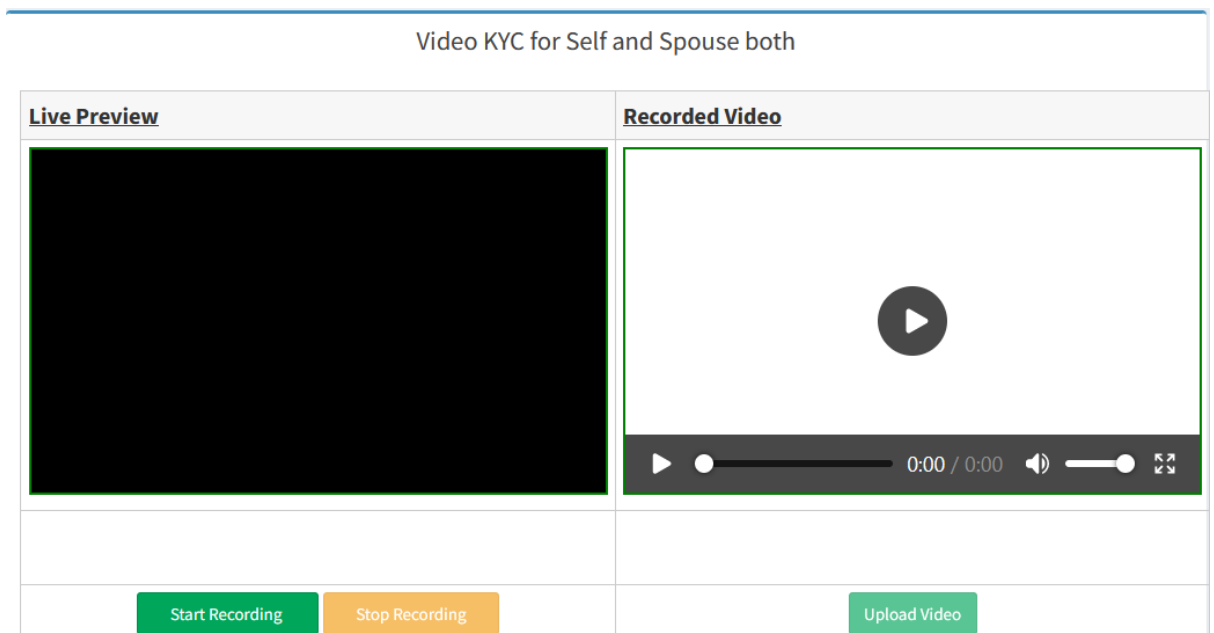 Video KYC for Self and Spouse both
Live Preview
Recorded Video
0:00 / 0:00
Start Recording
Stop Recording
Upload Video